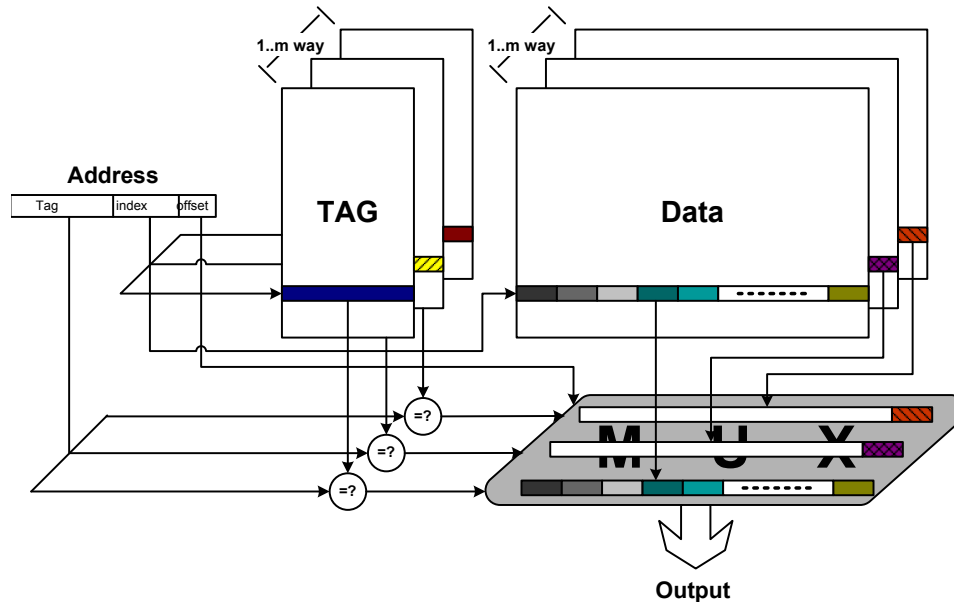 1..m way
1..m way
Address
Tag
index
offset
TAG
Data
=?
=?
=?
M U X
Output